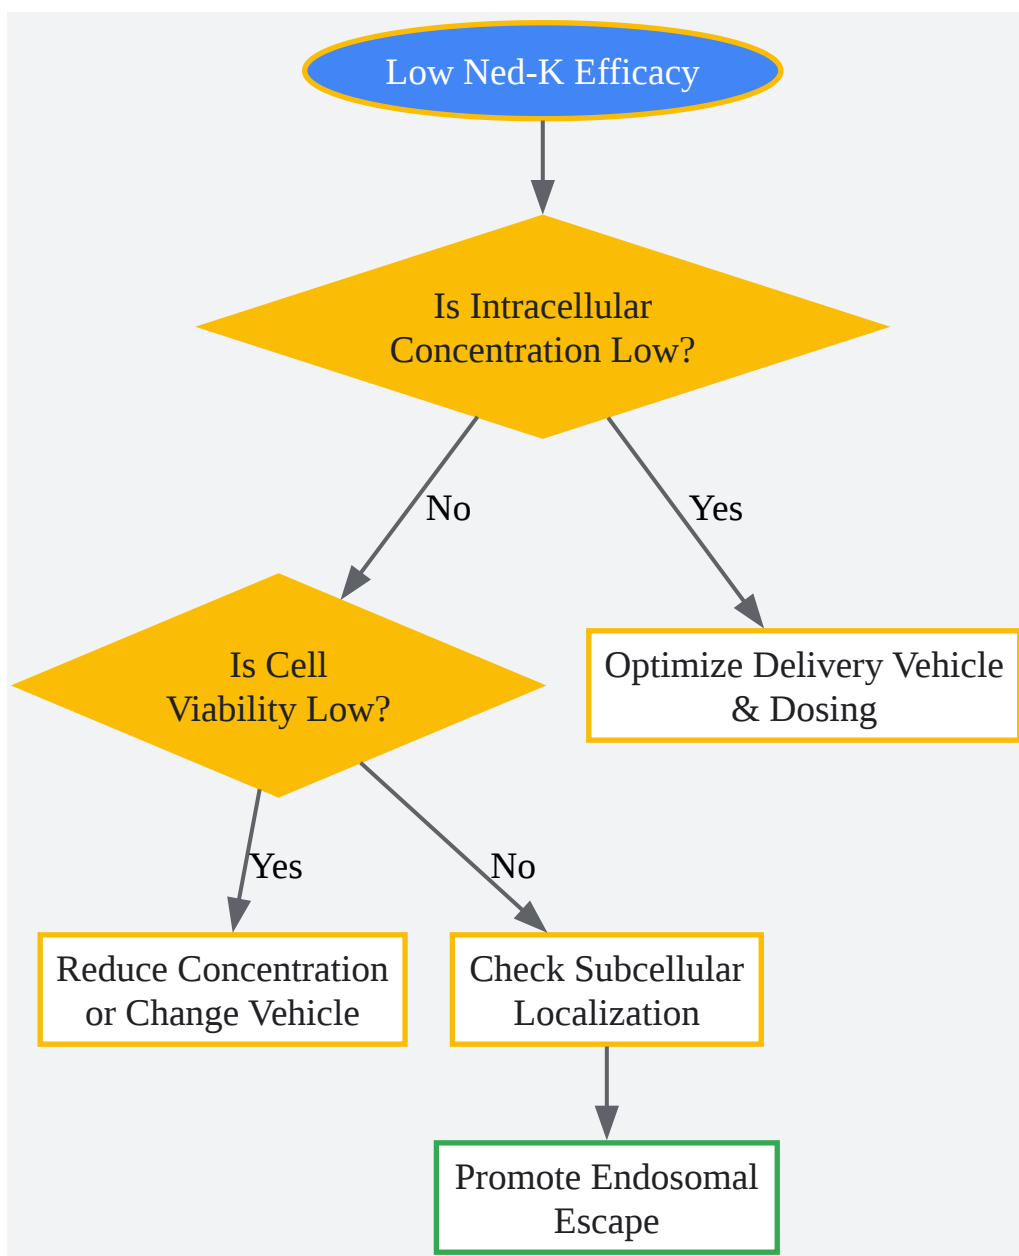 Low Ned-K Efficacy
Is Intracellular
Concentration Low?
No
Yes
Is Cell
Viability Low?
Optimize Delivery Vehicle
& Dosing
Yes
No
Reduce Concentration
or Change Vehicle
Check Subcellular
Localization
Promote Endosomal
Escape